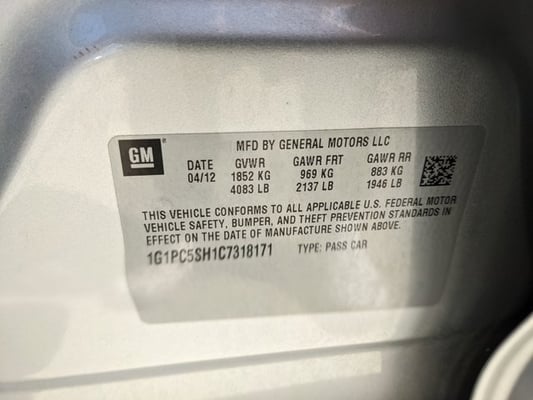 GM
MFD BY GENERAL MOTORS LLC
DATE GVWR GAWR FRT GAWR RR
04/12 1852 KG 969 KG 883 KG
4083 LB 2137 LB 1946 LB
THIS VEHICLE CONFORMS TO ALL APPLICABLE U.S. FEDERAL MOTOR
VEHICLE SAFETY, BUMPER, AND THEFT PREVENTION STANDARDS IN
EFFECT ON THE DATE OF MANUFACTURE SHOWN ABOVE.
1G1PC5SH1C7318171 TYPE: PASS CAR